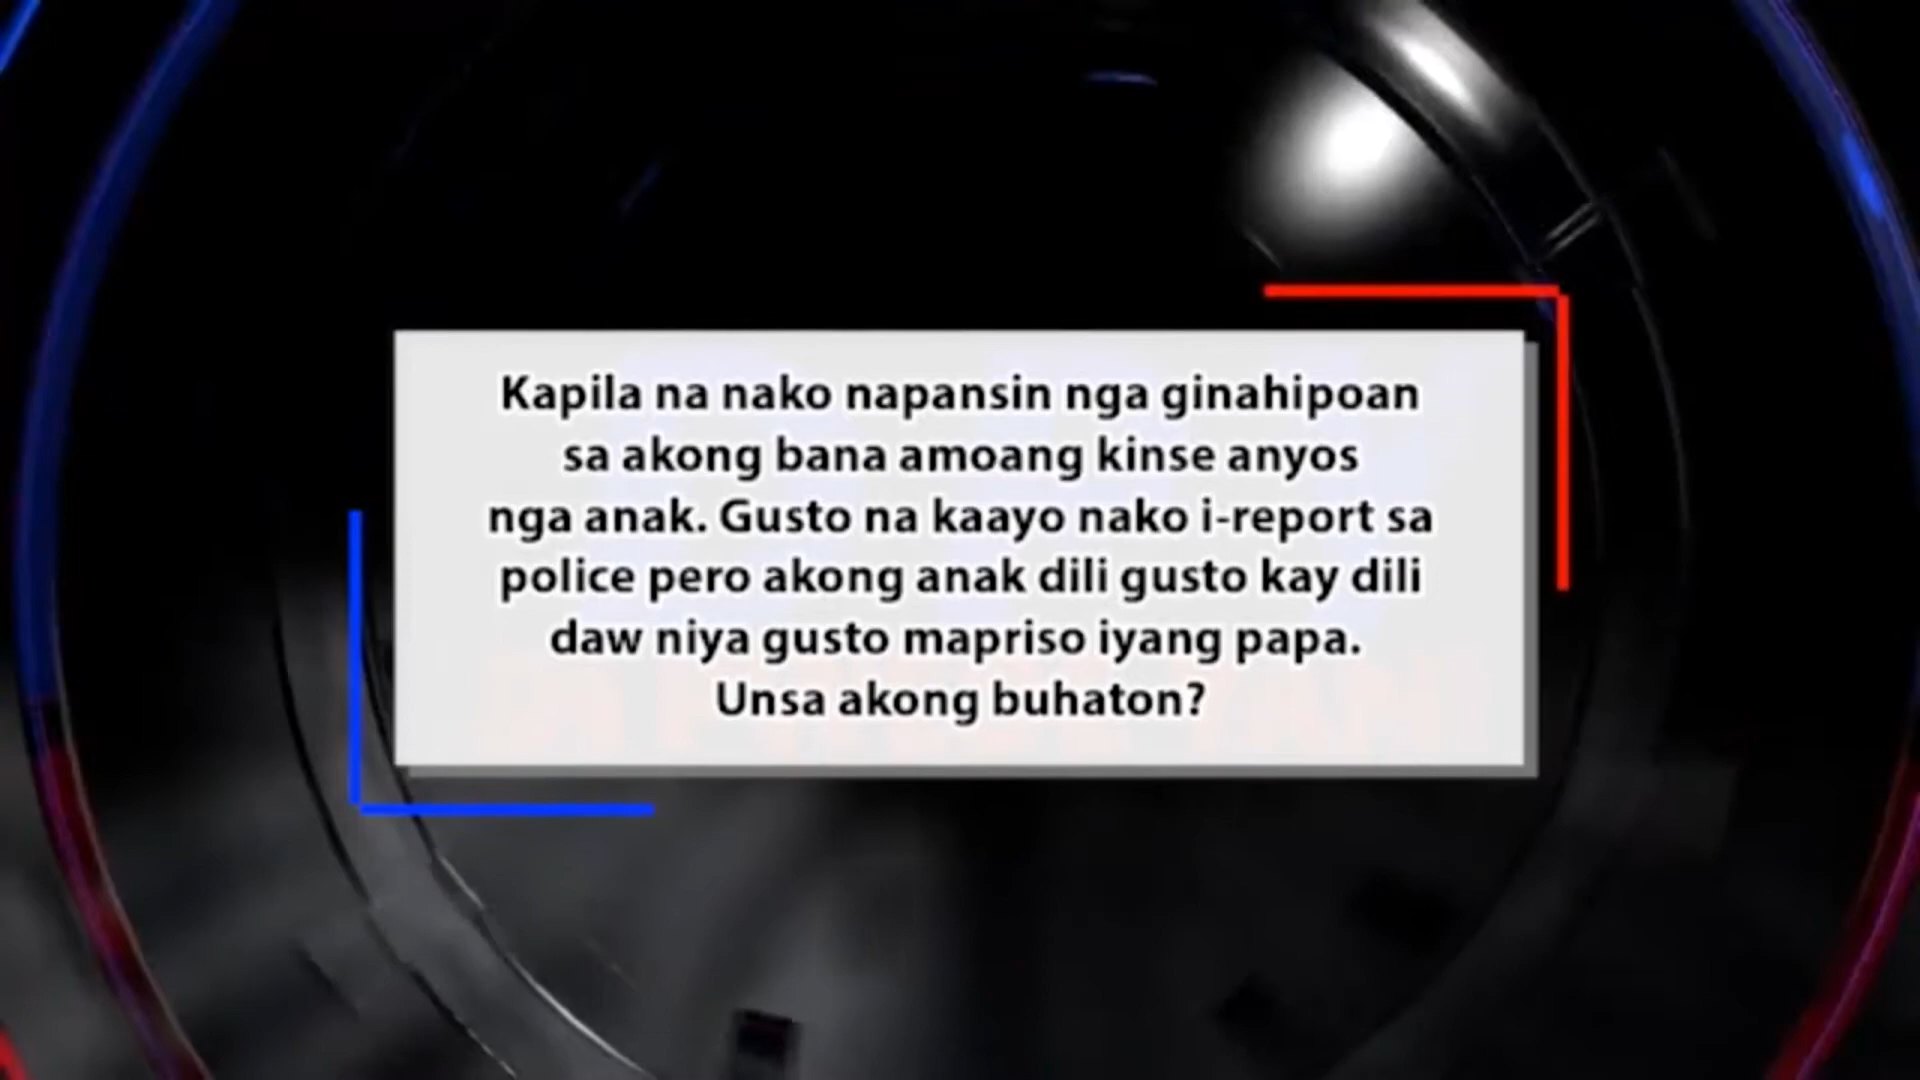 Kapila na nako napansin nga ginahipoan
sa akong bana amoang kinse anyos
nga anak. Gusto na kaayo nako i-report sa
police pero akong anak dili gusto kay dili
daw niya gusto mapriso iyang papa.
Unsa akong buhaton?